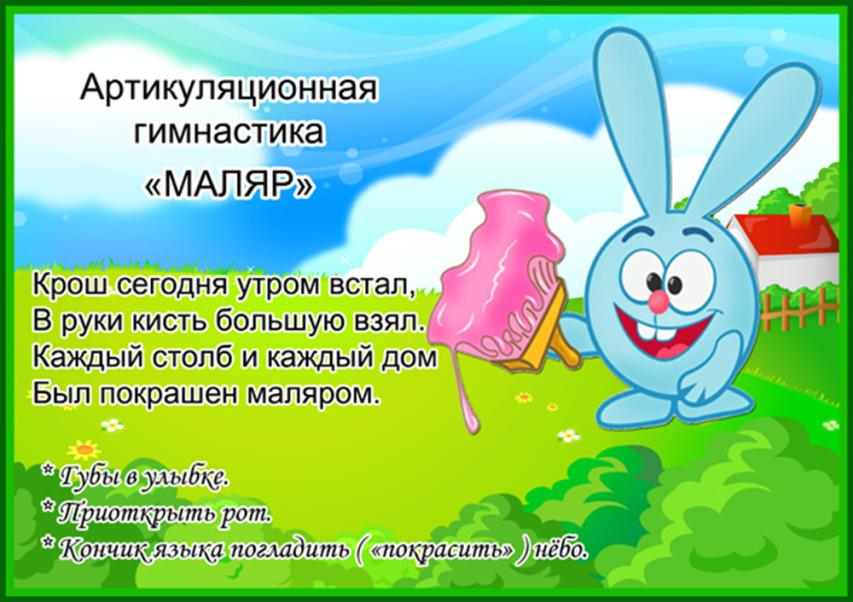 Артикуляционная
гимнастика
«МАЛЯР»
Крош сегодня утром встал,
В руки кисть большую взял.
Каждый столб и каждый дом
Был покрашен маляром.
* Губы в улыбке.
* Приоткрыть рот.
* Кончик языка погладить ( «покрасить» ) нёбо.